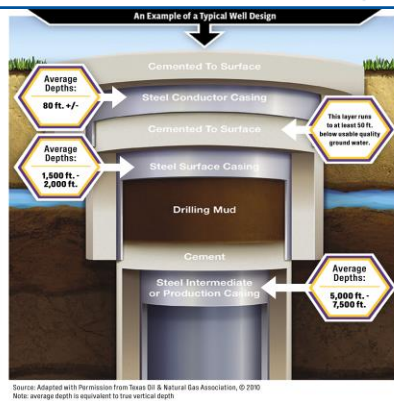 An Example of a Typical Well Design
Cemented To Surface
Average
Depths:
80 ft. +/-
Steel Conductor Casing
Cemented To Surface
This layer runs
to at least 50 ft.
below usable quality
ground water.
Average
Depths:
1,500 ft. -
2,000 ft.
Steel Surface Casing
Drilling Mud
Cement
Steel Intermediate
or Production Casing
Average
Depths:
5,000 ft. -
7,500 ft.
Source: Adapted with Permission from Texas Oil & Natural Gas Association, © 2010
Note: average depth is equivalent to true vertical depth